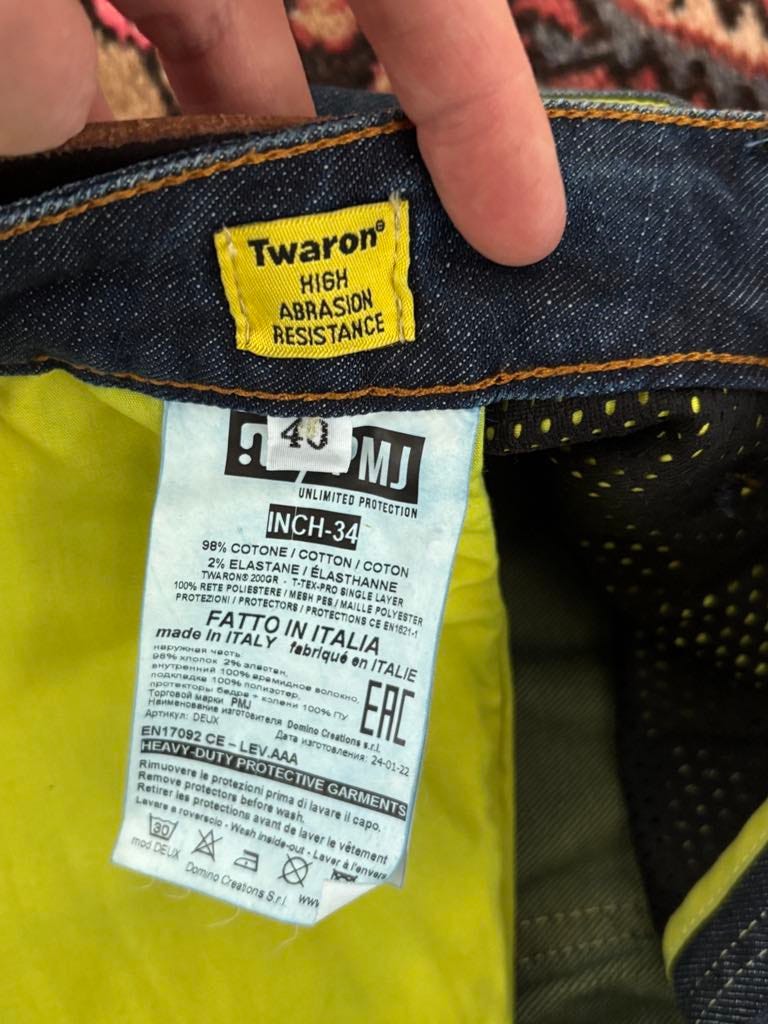 Twaron®
HIGH
ABRASION
RESISTANCE
40
PMJ
UNLIMITED PROTECTION
INCH-34
98% COTONE / COTTON / COTON
2% ELASTANE / ÉLASTHANNE
TWARON® 200GR - T-TEX-PRO SINGLE LAYER
100% RETE POLIESTERE / MESH PES / MAILLE POLYESTER
PROTEZIONI / PROTECTORS / PROTECTIONS CE EN1621-1
FATTO IN ITALIA
made in ITALY fabriqué en ITALIE
наружная часть:
98% хлопок 2% эластан,
внутренний 100% арамидное волокно,
подкладка 100% полиэстер,
протекторы бедра + колени 100% ПУ
Торговой марки PMJ
EAC
Наименование изготовителя Domino Creations s.r.l.
Артикул: DEUX Дата изготовления: 24-01-22
EN17092 CE – LEV.AAA
HEAVY-DUTY PROTECTIVE GARMENTS
Rimuovere le protezioni prima di lavare il capo.
Remove protectors before wash.
Retirer les protections avant de laver le vêtement
Lavare a rovescio - Wash inside-out - Laver à l'envers
30
mod DEUX Domino Creations S.r.l www